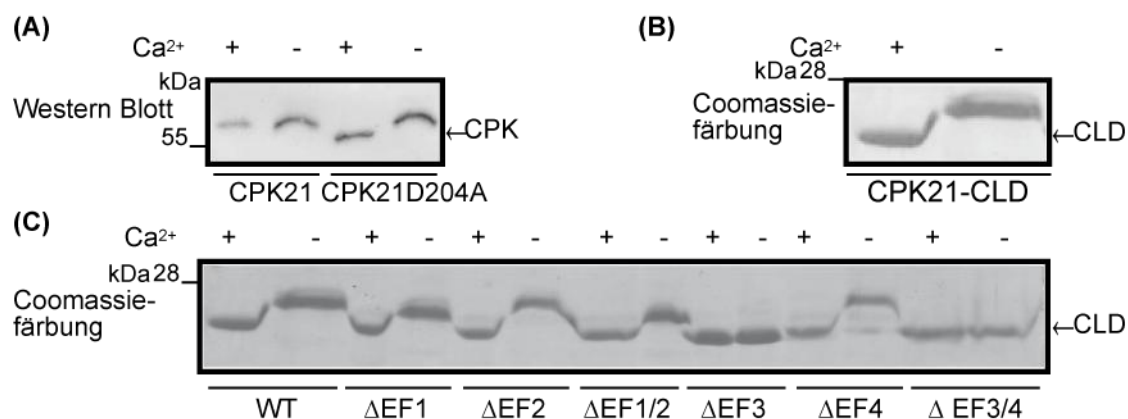 (A)
Ca2+ + - + -
kDa
Western Blott
55
←CPK
CPK21 CPK21D204A
(B)
Ca2+ + -
kDa 28
Coomassie-
färbung
←CLD
CPK21-CLD
(C)
Ca2+ + - + - + - + - + - + - + -
kDa 28
Coomassie-
färbung
←CLD
WT ΔEF1 ΔEF2 ΔEF1/2 ΔEF3 ΔEF4 Δ EF3/4